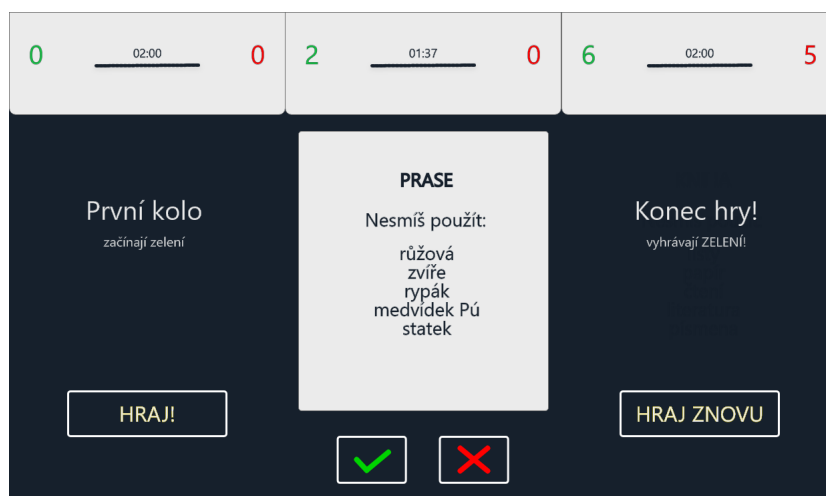 0 02:00 0
První kolo
začínají zelení
HRAJ!
2 01:37 0
PRASE
Nesmíš použít:
růžová
zvíře
rypák
medvídek Pú
statek
6 02:00 5
Konec hry!
vyhrávají ZELENÍ!
HRAJ ZNOVU